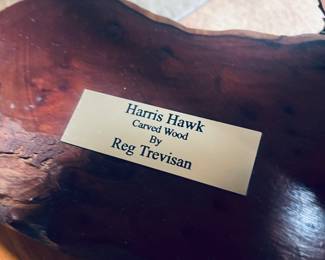 Harris Hawk
Carved Wood
By
Reg Trevisan